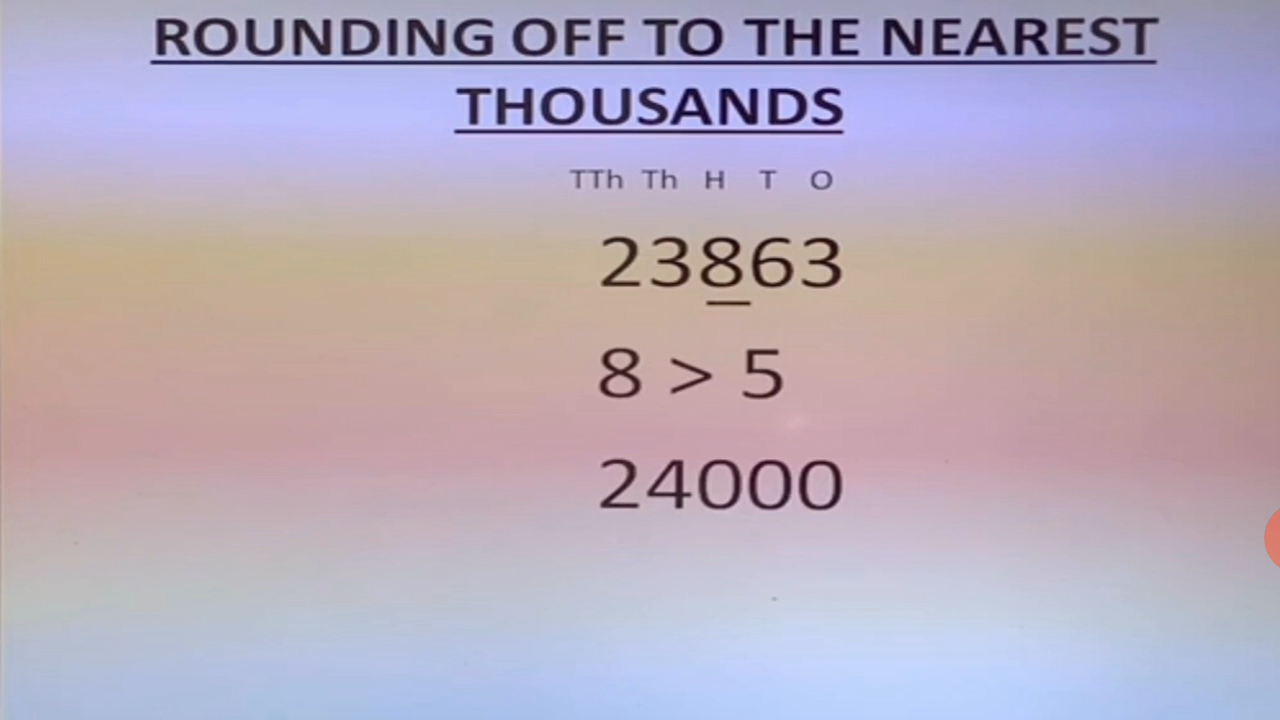 ROUNDING OFF TO THE NEAREST
THOUSANDS
TTh Th H T O
23863
8 > 5
24000